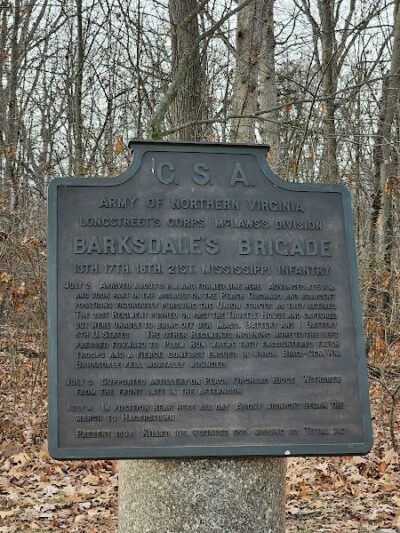 C. S. A.
ARMY OF NORTHERN VIRGINIA
LONGSTREET'S CORPS McLAWS'S DIVISION
BARKSDALE'S BRIGADE
13TH. 17TH. 18TH. 21ST. MISSISSIPPI INFANTRY
JULY 2 ARRIVED ABOUT 3 P.M. AND FORMED LINE HERE ADVANCED AT 5 P.M.
AND TOOK PART IN THE ASSAULT ON THE PEACH ORCHARD AND ADJACENT
POSITIONS VIGOROUSLY PURSUING THE UNION FORCES AS THEY RETIRED
THE 21ST REGIMENT PUSHED ON PAST THE TROSTLE HOUSE AND CAPTURED
BUT WERE UNABLE TO BRING OFF 9TH MASS. BATTERY AND I BATTERY
5TH U. STATES THE OTHER REGIMENTS INCLINING MORE TO THE LEFT
PRESSED FORWARD TO PLUM RUN WHERE THEY ENCOUNTERED FRESH
TROOPS AND A FIERCE CONFLICT ENSUED IN WHICH BRIG. GEN. WM.
BARKSDALE FELL MORTALLY WOUNDED
JULY 3 SUPPORTED ARTILLERY ON PEACH ORCHARD RIDGE WITHDREW
FROM THE FRONT LATE IN THE AFTERNOON
JULY 4 IN POSITION NEAR HERE ALL DAY ABOUT MIDNIGHT BEGAN THE
MARCH TO HAGERSTOWN
PRESENT KILLED 105 WOUNDED 550 MISSING 92 TOTAL 747